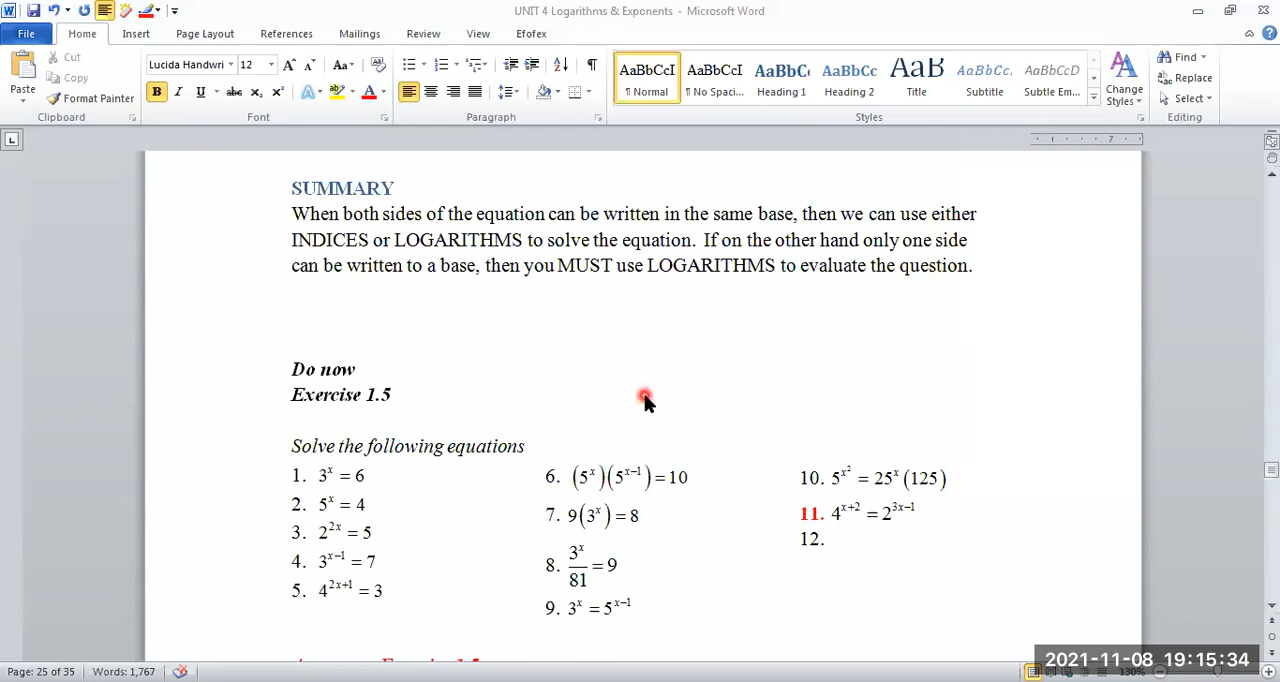 UNIT 4 Logarithms & Exponents - Microsoft Word
File Home Insert Page Layout References Mailings Review View Efofex
Paste
Cut
Copy
Format Painter
Clipboard
Lucida Handwri 12
Font
Paragraph
AaBbCcI AaBbCcI AaBbCc AaBbCc AaB AaBbCc. AaBbCcD
¶ Normal ¶ No Spaci... Heading 1 Heading 2 Title Subtitle Subtle Em...
Change Styles
Styles
Find
Replace
Select
Editing
7
SUMMARY
When both sides of the equation can be written in the same base, then we can use either
INDICES or LOGARITHMS to solve the equation. If on the other hand only one side
can be written to a base, then you MUST use LOGARITHMS to evaluate the question.
Do now
Exercise 1.5
Solve the following equations
1. 3^x = 6
2. 5^x = 4
3. 2^{2x} = 5
4. 3^{x−1} = 7
5. 4^{2x+1} = 3
6. (5^x)(5^{x−1}) = 10
7. 9(3^x) = 8
8. 3^x/81 = 9
9. 3^x = 5^{x−1}
10. 5^{x^2} = 25^x (125)
11. 4^{x+2} = 2^{3x−1}
12.
Page: 25 of 35 Words: 1,767
2021-11-08 19:15:34
130%